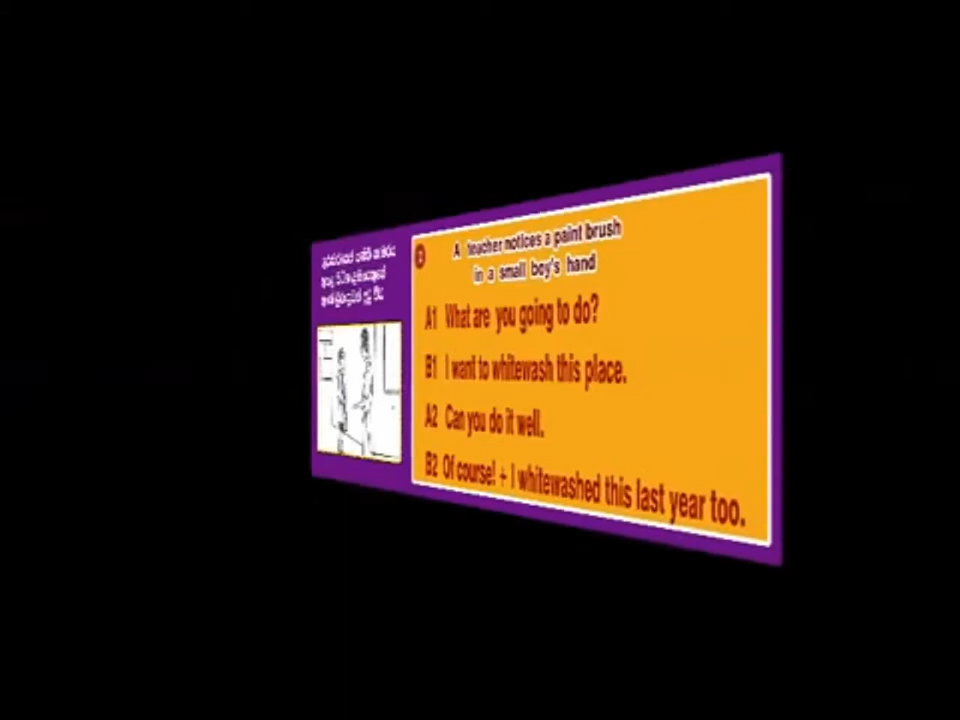 A teacher notices a paint brush
in a small boy's hand
A1 What are you going to do?
B1 I want to whitewash this place.
A2 Can you do it well.
B2 Of course! + I whitewashed this last year too.